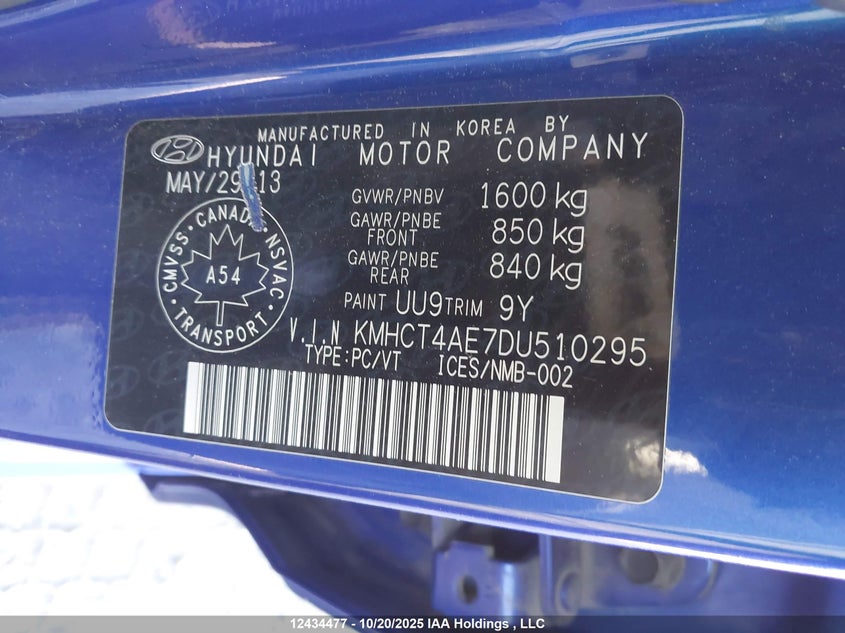 MANUFACTURED IN KOREA BY
HYUNDAI MOTOR COMPANY
MAY/29 13
GVWR/PNBV 1600 kg
GAWR/PNBE FRONT 850 kg
GAWR/PNBE REAR 840 kg
CANADA
CMVSS · NSVAC
A54
TRANSPORT
PAINT UU9 TRIM 9Y
V.I.N KMHCT4AE7DU510295
TYPE:PC/VT ICES/NMB-002
12434477 - 10/20/2025 IAA Holdings , LLC